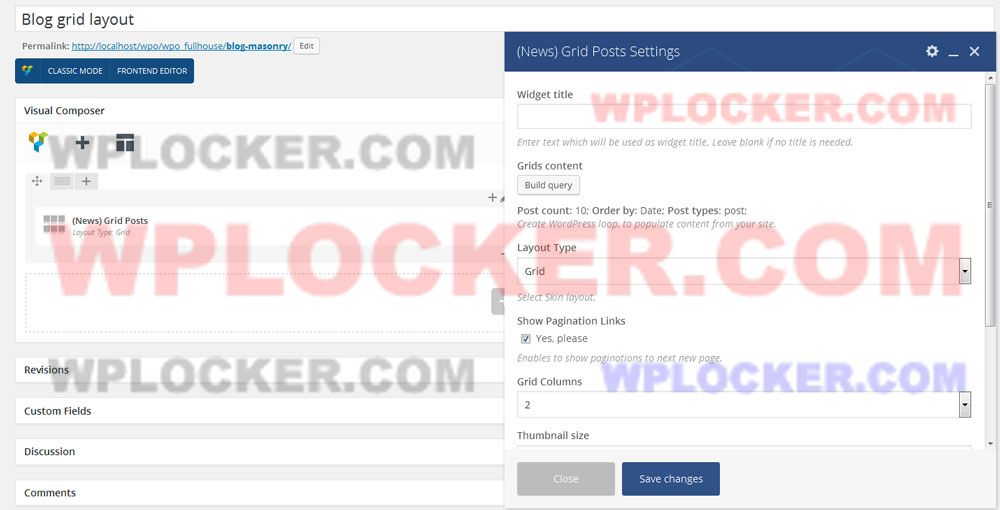 Blog grid layout
Permalink: http://localhost/wpo/wpo_fullhouse/blog-masonry/ Edit
CLASSIC MODE FRONTEND EDITOR
Visual Composer
WPLOCKER.COM
(News) Grid Posts
Layout Type: Grid
WPLOCKER.COM
Revisions
WPLOCKER.COM
Custom Fields
Discussion
Comments
(News) Grid Posts Settings
Widget title
WPLOCKER.COM
Enter text which will be used as widget title. Leave blank if no title is needed.
Grids content
Build query
Post count: 10; Order by: Date; Post types: post;
Create WordPress loop, to populate content from your site.
Layout Type
Grid
Select Skin layout.
Show Pagination Links
Yes, please
Enables to show paginations to next new page.
WPLOCKER.COM
Grid Columns
2
Thumbnail size
Close Save changes